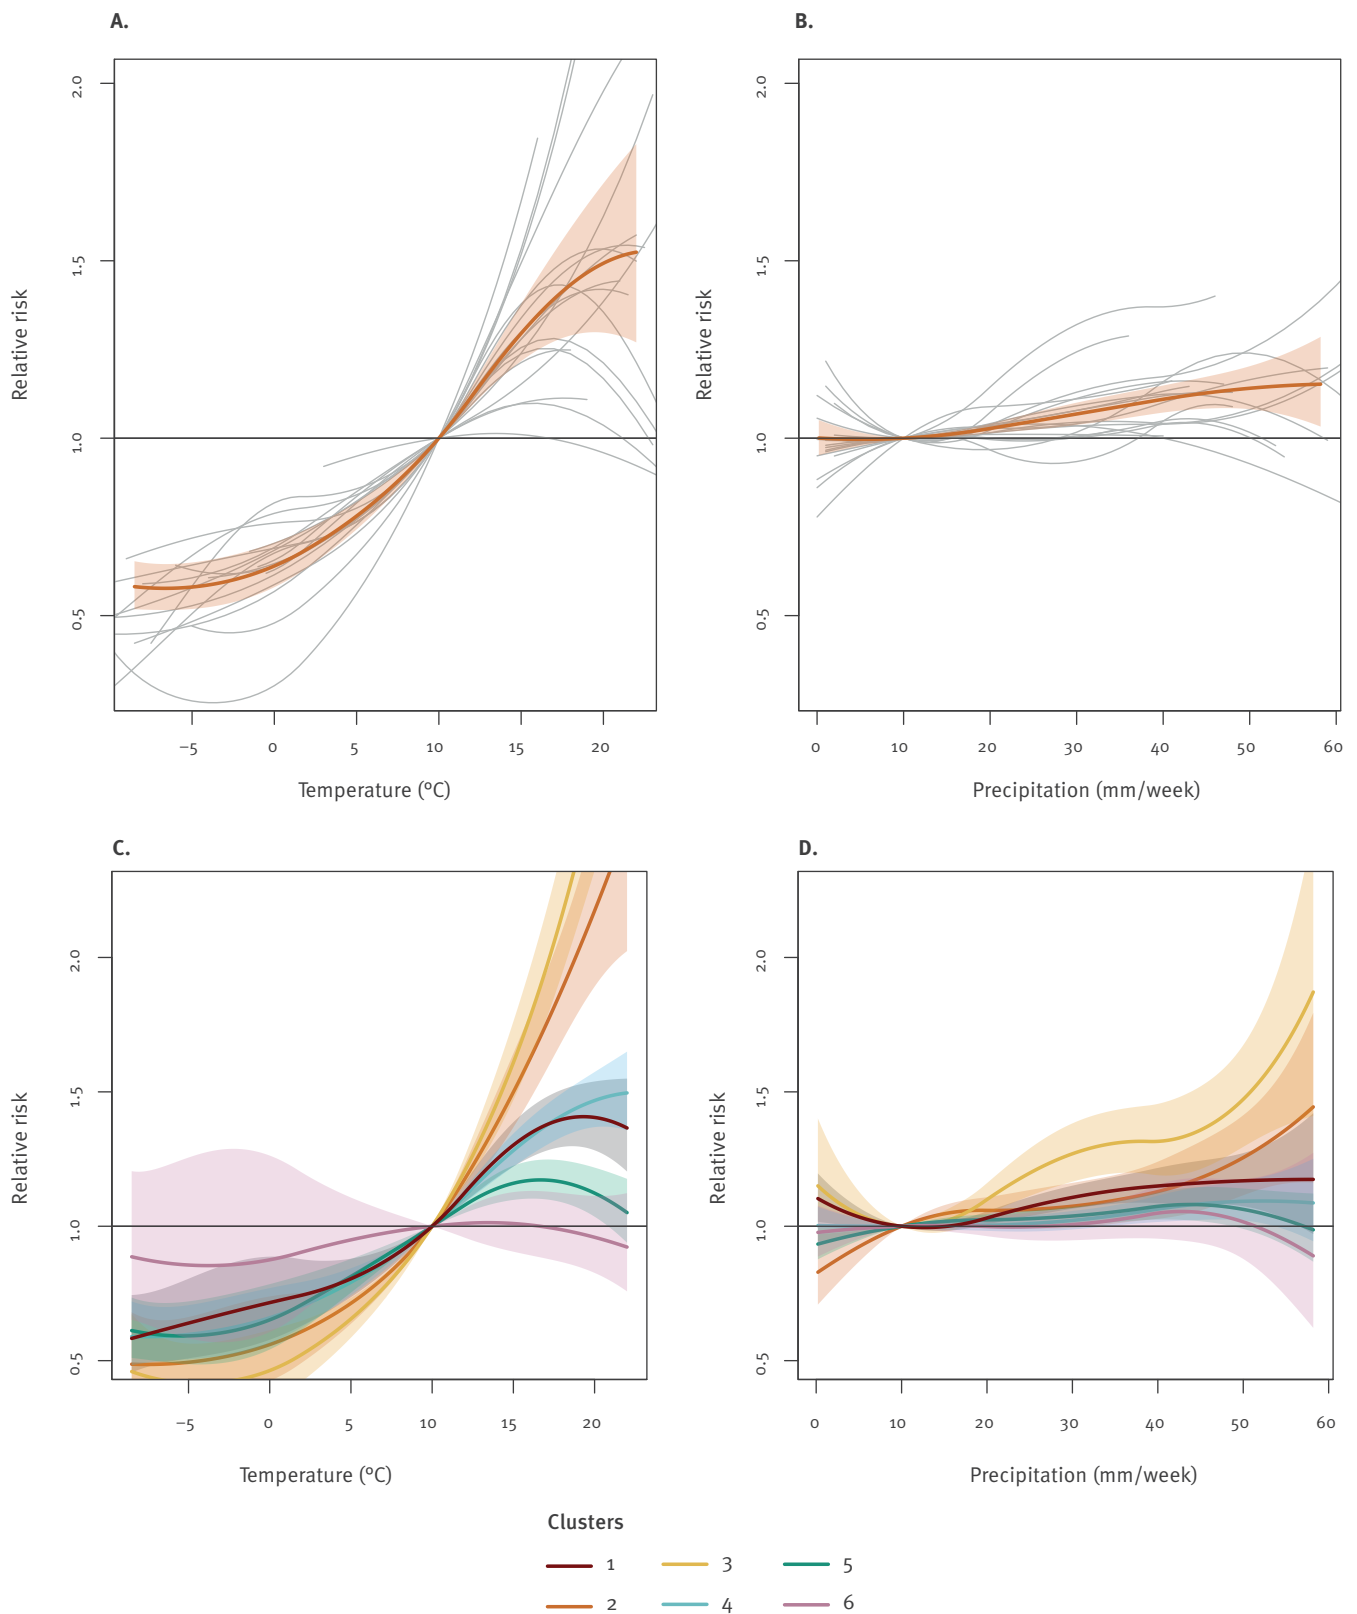 A.
B.
2.0
1.5
1.0
0.5
Relative risk
−5 0 5 10 15 20
Temperature (ºC)
2.0
1.5
1.0
0.5
Relative risk
0 10 20 30 40 50 60
Precipitation (mm/week)
C.
D.
2.0
1.5
1.0
0.5
Relative risk
−5 0 5 10 15 20
Temperature (ºC)
2.0
1.5
1.0
0.5
Relative risk
0 10 20 30 40 50 60
Precipitation (mm/week)
Clusters
1 3 5
2 4 6